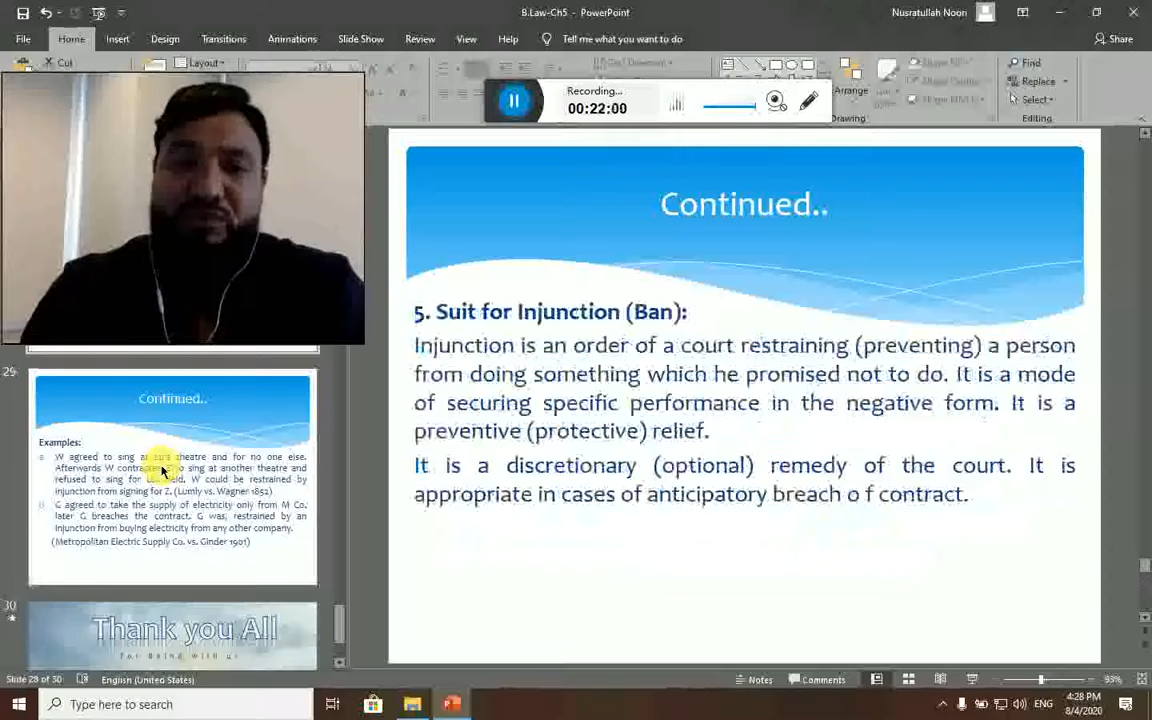 B.Law-Ch5 - PowerPoint
Nusratullah Noon
File Home Insert Design Transitions Animations Slide Show Review View Help Tell me what you want to do Share
Cut Layout Find
Replace
Arrange Select
Drawing Editing
Recording...
00:22:00
Continued..
5. Suit for Injunction (Ban):
Injunction is an order of a court restraining (preventing) a person
from doing something which he promised not to do. It is a mode
of securing specific performance in the negative form. It is a
preventive (protective) relief.
It is a discretionary (optional) remedy of the court. It is
appropriate in cases of anticipatory breach o f contract.
29
Continued..
Examples:
W agreed to sing at theatre and for no one else.
Afterwards W contracted to sing at another theatre and
refused to sing for W could be restrained by
injunction from signing for Z. (Lumly vs. Wagner 1852)
G agreed to take the supply of electricity only from M Co.
later G breaches the contract. G was, restrained by an
injunction from buying electricity from any other company.
(Metropolitan Electric Supply Co. vs. Ginder 1901)
30
Thank you All
For Being with us
Slide 29 of 30 English (United States) Notes Comments 93%
Type here to search
ENG
4:28 PM
8/4/2020